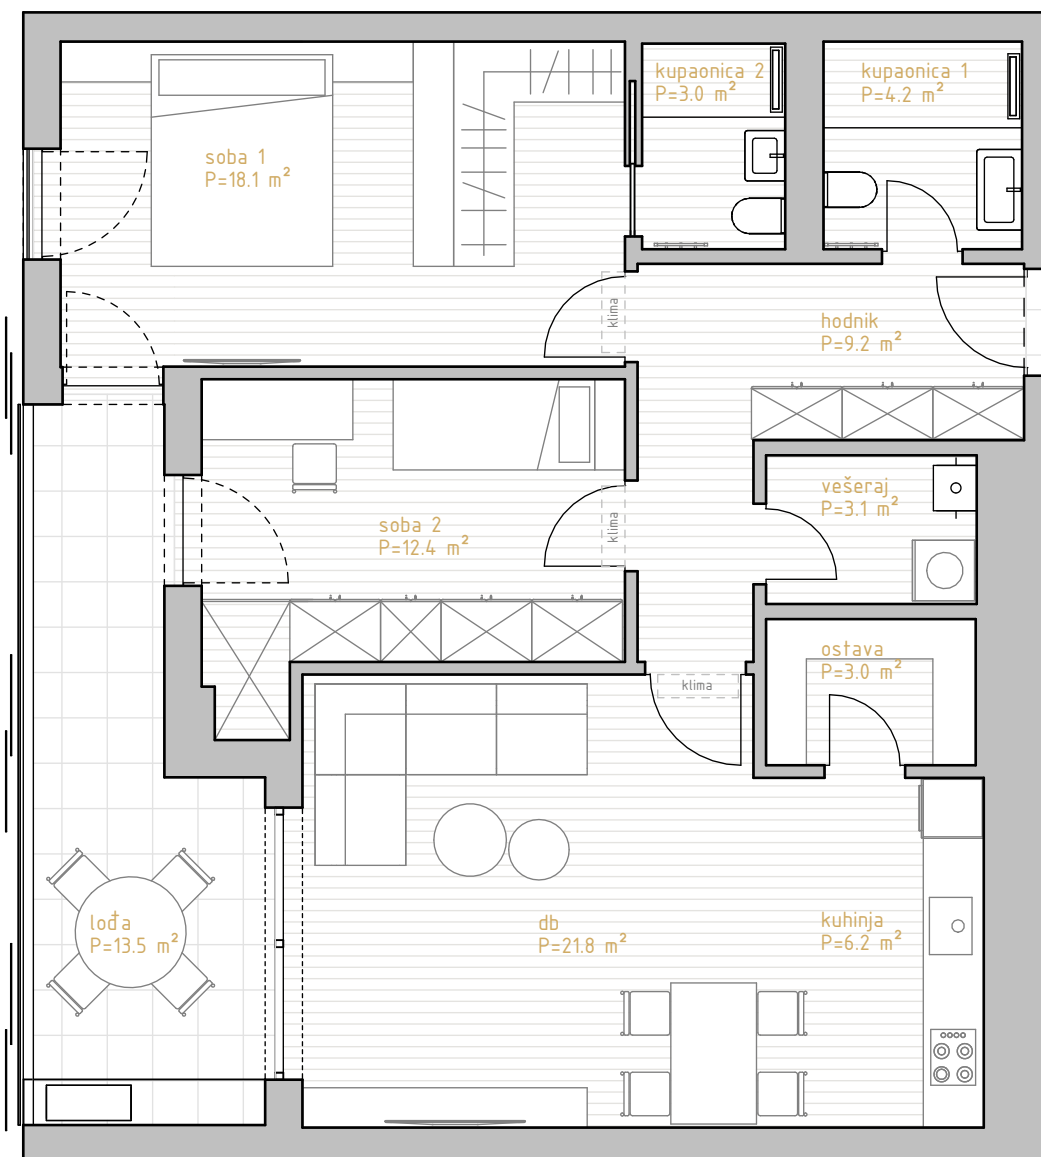 kupaonica 2
P=3.0 m²
kupaonica 1
P=4.2 m²
soba 1
P=18.1 m²
klima
hodnik
P=9.2 m²
vešeraj
P=3.1 m²
soba 2
P=12.4 m²
klima
ostava
P=3.0 m²
klima
lođa
P=13.5 m²
db
P=21.8 m²
kuhinja
P=6.2 m²